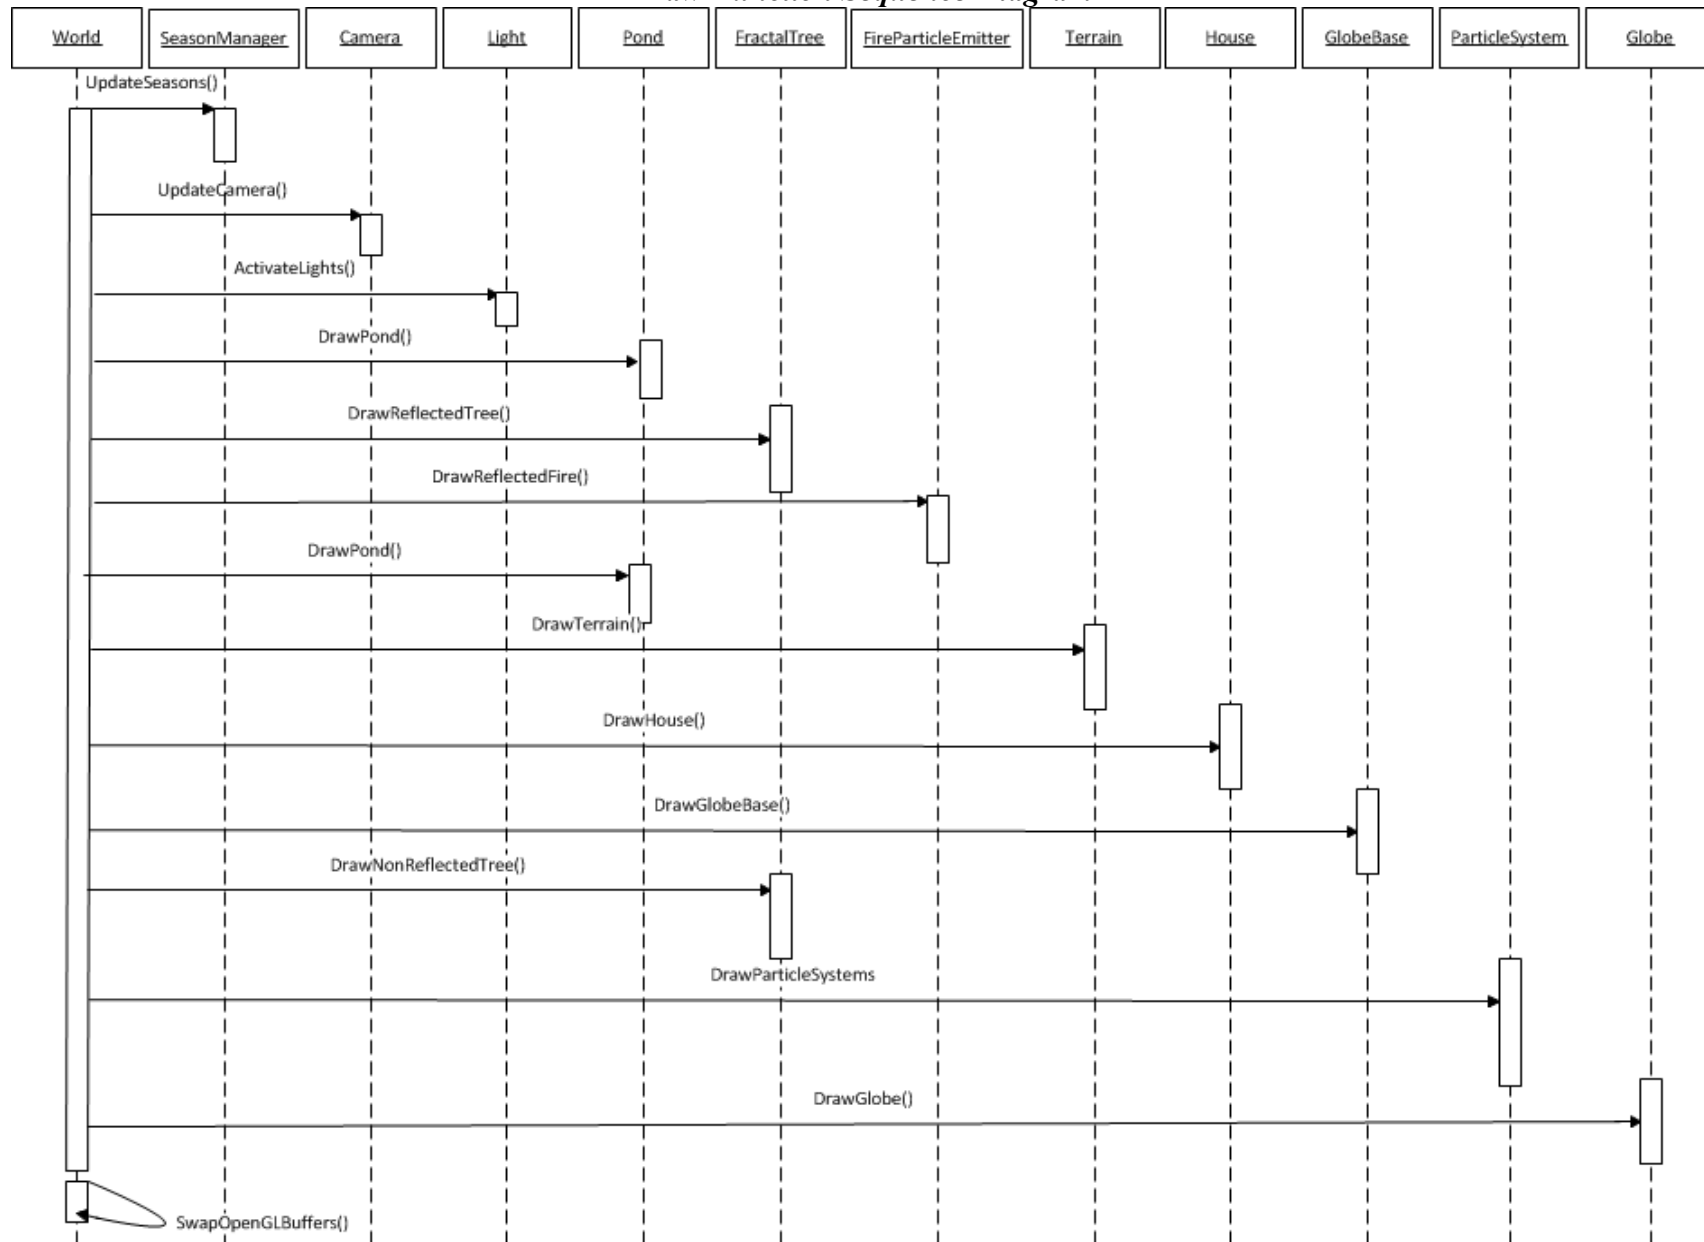 World SeasonManager Camera Light Pond FractalTree FireParticleEmitter Terrain House GlobeBase ParticleSystem Globe
UpdateSeasons()
UpdateCamera()
ActivateLights()
DrawPond()
DrawReflectedTree()
DrawReflectedFire()
DrawPond()
DrawTerrain()
DrawHouse()
DrawGlobeBase()
DrawNonReflectedTree()
DrawParticleSystems
DrawGlobe()
SwapOpenGLBuffers()